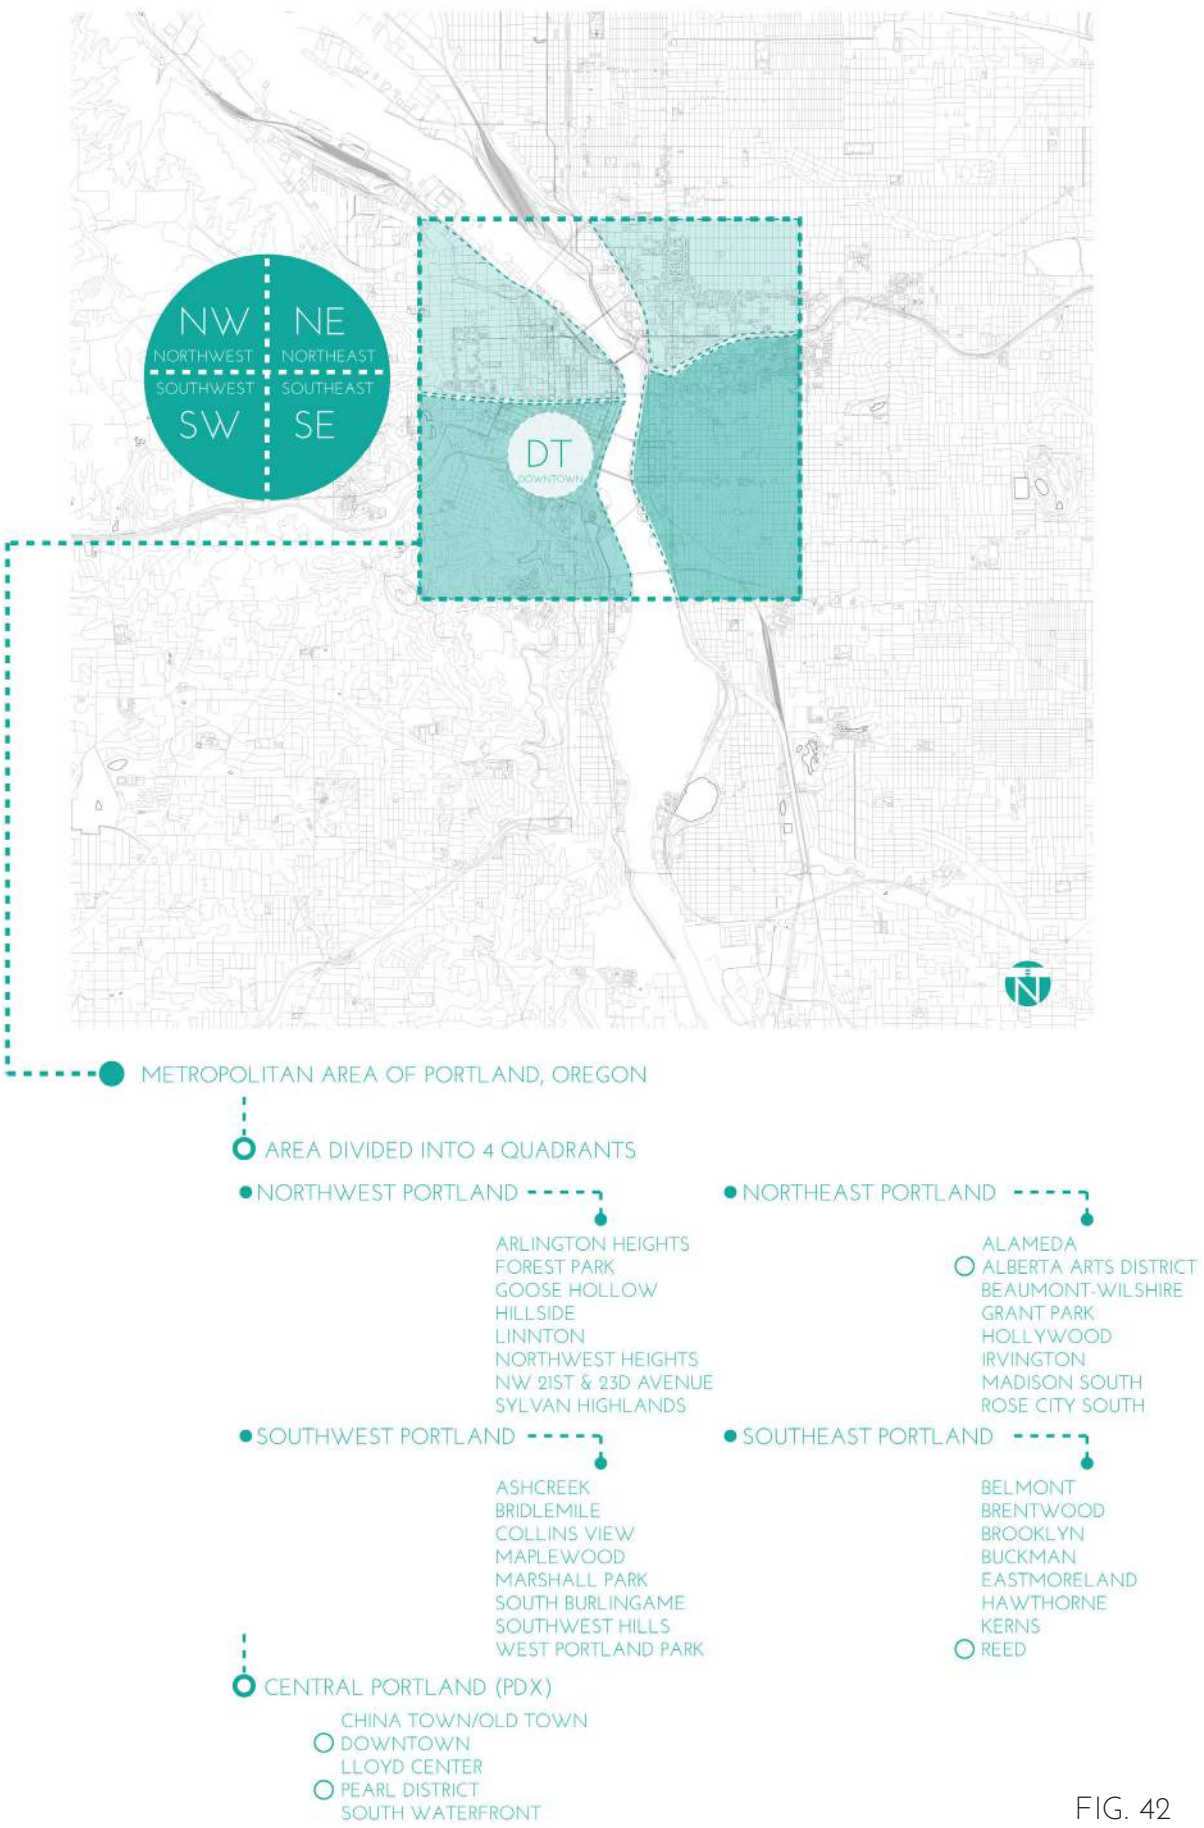 NW
NE
NORTHWEST
NORTHEAST
SOUTHWEST
SOUTHEAST
SW
SE
DT
DOWNTOWN
N
METROPOLITAN AREA OF PORTLAND, OREGON
AREA DIVIDED INTO 4 QUADRANTS
NORTHWEST PORTLAND
ARLINGTON HEIGHTS
FOREST PARK
GOOSE HOLLOW
HILLSIDE
LINNTON
NORTHWEST HEIGHTS
NW 21ST & 23D AVENUE
SYLVAN HIGHLANDS
NORTHEAST PORTLAND
ALAMEDA
ALBERTA ARTS DISTRICT
BEAUMONT-WILSHIRE
GRANT PARK
HOLLYWOOD
IRVINGTON
MADISON SOUTH
ROSE CITY SOUTH
SOUTHWEST PORTLAND
ASHCREEK
BRIDLEMILE
COLLINS VIEW
MAPLEWOOD
MARSHALL PARK
SOUTH BURLINGAME
SOUTHWEST HILLS
WEST PORTLAND PARK
SOUTHEAST PORTLAND
BELMONT
BRENTWOOD
BROOKLYN
BUCKMAN
EASTMORELAND
HAWTHORNE
KERNS
REED
CENTRAL PORTLAND (PDX)
CHINA TOWN/OLD TOWN
DOWNTOWN
LLOYD CENTER
PEARL DISTRICT
SOUTH WATERFRONT
FIG. 42